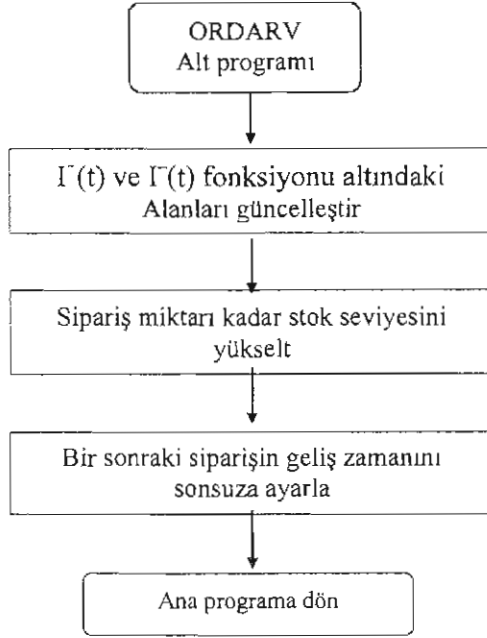 ORDARV
Alt programı
I⁻(t) ve I⁻(t) fonksiyonu altındaki
Alanları güncelleştir
Sipariş miktarı kadar stok seviyesini
yükselt
Bir sonraki siparişin geliş zamanını
sonsuza ayarla
Ana programa dön